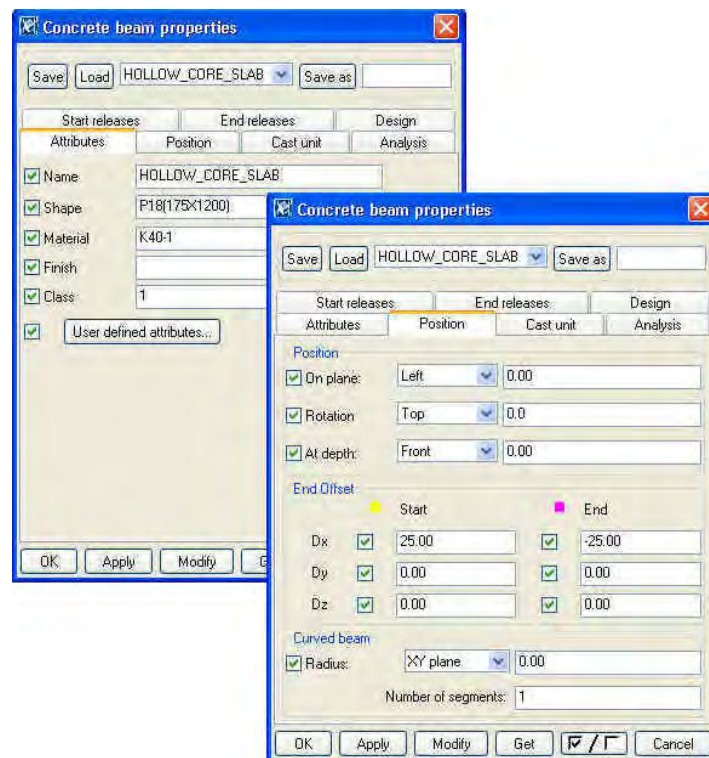 Concrete beam properties
Save Load HOLLOW_CORE_SLAB Save as
Start releases End releases Design
Attributes Position Cast unit Analysis
Name HOLLOW_CORE_SLAB
Shape P18(175X1200)
Material K40-1
Finish
Class 1
User defined attributes...
OK Apply Modify G
Concrete beam properties
Save Load HOLLOW_CORE_SLAB Save as
Start releases End releases Design
Attributes Position Cast unit Analysis
Position
On plane: Left 0.00
Rotation Top 0.0
At depth: Front 0.00
End Offset
Start End
Dx 25.00 -25.00
Dy 0.00 0.00
Dz 0.00 0.00
Curved beam
Radius: XY plane 0.00
Number of segments: 1
OK Apply Modify Get / Cancel